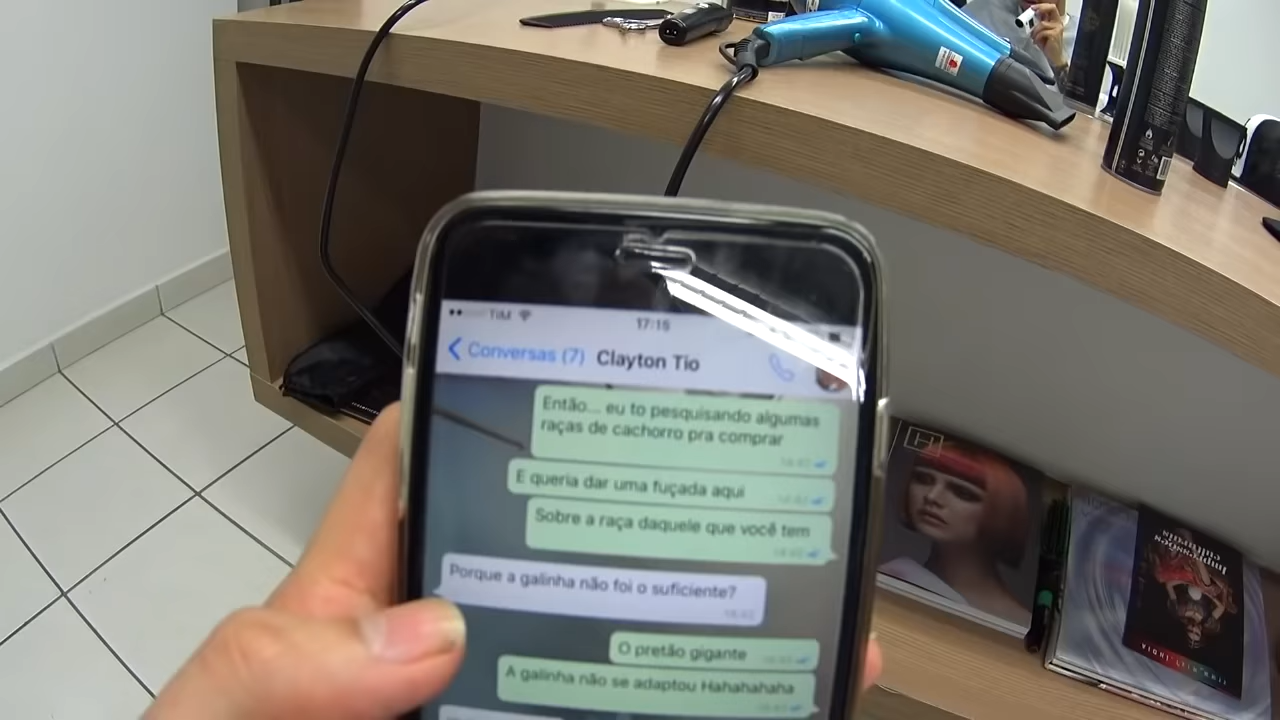 TIM
17:15
Conversas (7) Clayton Tio
Então... eu to pesquisando algumas
raças de cachorro pra comprar
E queria dar uma fuçada aqui
Sobre a raça daquele que você tem
Porque a galinha não foi o suficiente?
O pretão gigante
A galinha não se adaptou Hahahahaha
H